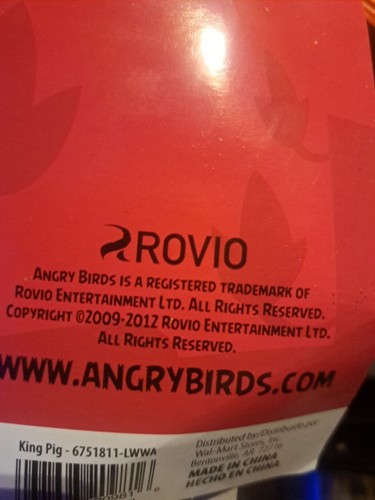 ROVIO
ANGRY BIRDS IS A REGISTERED TRADEMARK OF
ROVIO ENTERTAINMENT LTD. ALL RIGHTS RESERVED.
COPYRIGHT ©2009-2012 ROVIO ENTERTAINMENT LTD.
ALL RIGHTS RESERVED.
WWW.ANGRYBIRDS.COM
King Pig - 6751811-LWWA
Distributed by/Distribuido por:
Wal-Mart Stores, Inc.
Bentonville, AR 72716
MADE IN CHINA
HECHO EN CHINA